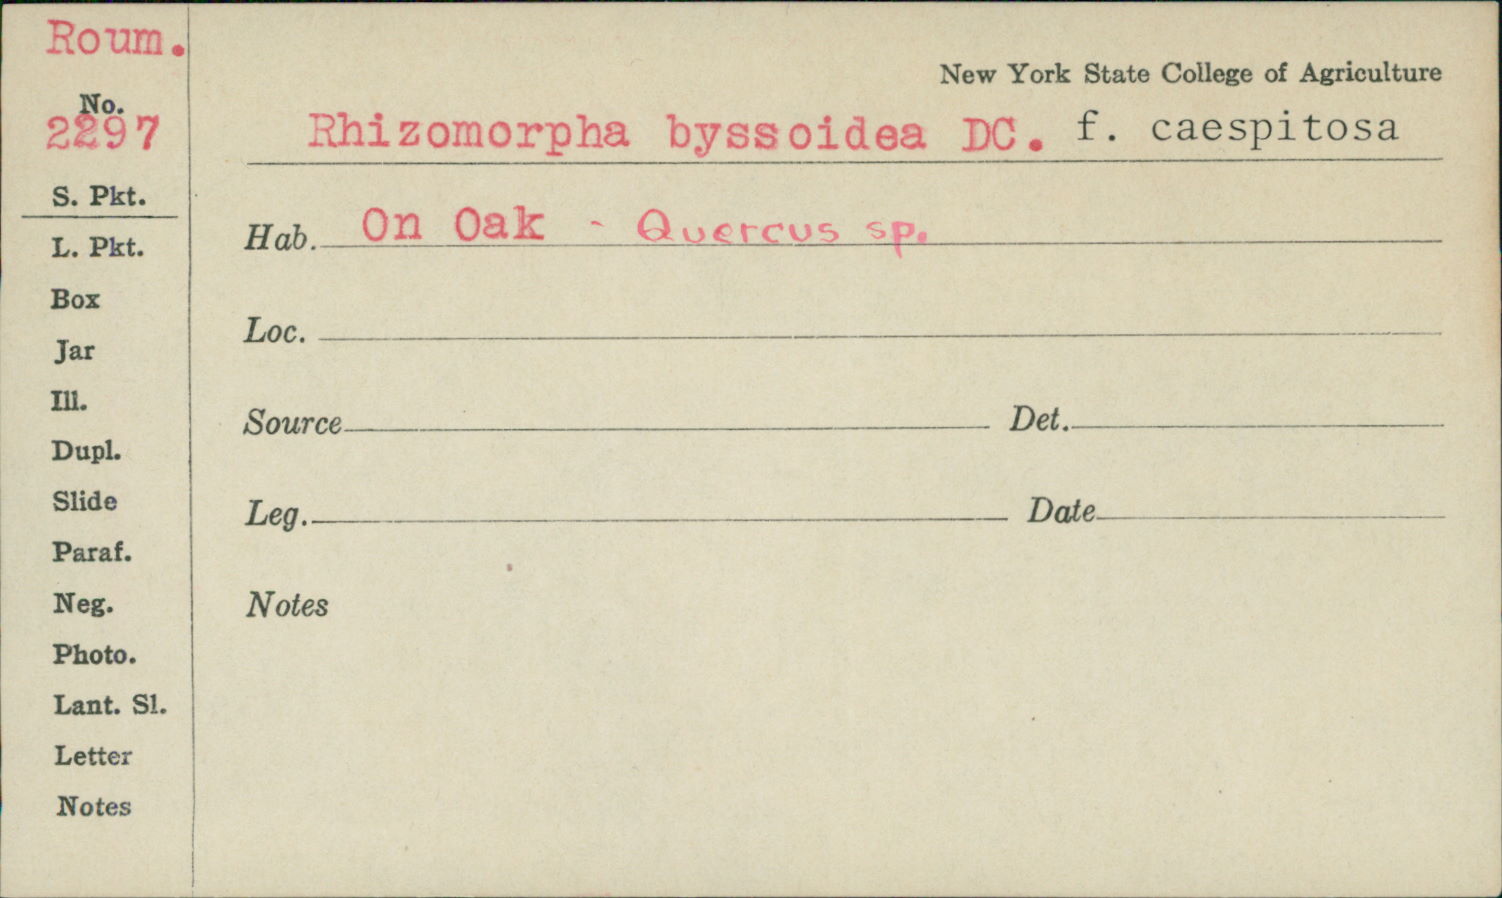 Roum.
No.
2297
S. Pkt.
L. Pkt.
Box
Jar
Ill.
Dupl.
Slide
Paraf.
Neg.
Photo.
Lant. Sl.
Letter
Notes
New York State College of Agriculture
Rhizomorpha byssoidea DC. f. caespitosa
Hab. On Oak - Quercus sp.
Loc.
Source Det.
Leg. Date
Notes